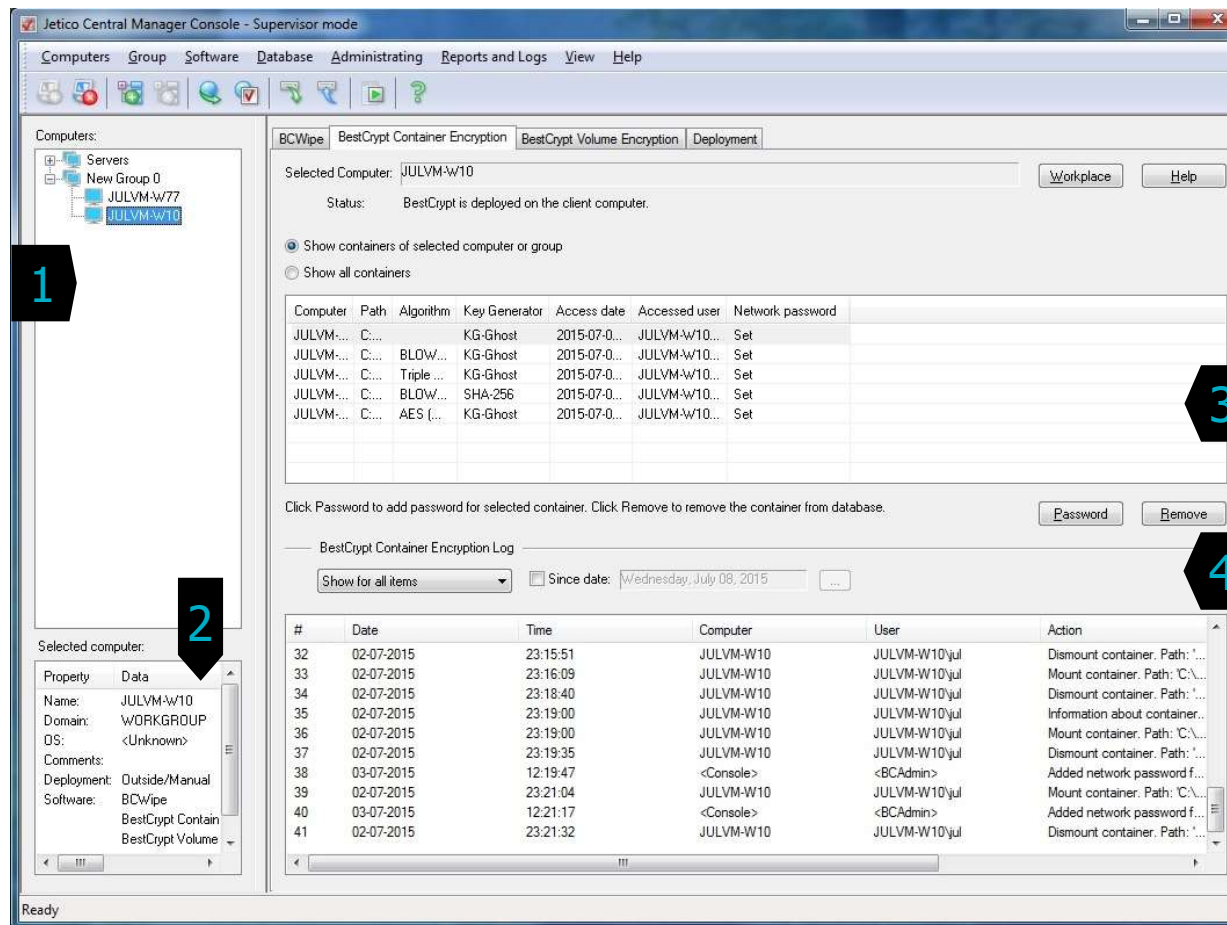 Jetico Central Manager Console - Supervisor mode
Computers Group Software Database Administrating Reports and Logs View Help
Computers:
Servers
New Group 0
JULVM-W77
JULVM-W10
1
BCWipe BestCrypt Container Encryption BestCrypt Volume Encryption Deployment
Selected Computer: JULVM-W10 Workplace Help
Status: BestCrypt is deployed on the client computer.
Show containers of selected computer or group
Show all containers
Computer Path Algorithm Key Generator Access date Accessed user Network password
JULVM-... C:... KG-Ghost 2015-07-0... JULVM-W10... Set
JULVM-... C:... BLOW... KG-Ghost 2015-07-0... JULVM-W10... Set
JULVM-... C:... Triple ... KG-Ghost 2015-07-0... JULVM-W10... Set
JULVM-... C:... BLOW... SHA-256 2015-07-0... JULVM-W10... Set
JULVM-... C:... AES (... KG-Ghost 2015-07-0... JULVM-W10... Set
3
Click Password to add password for selected container. Click Remove to remove the container from database. Password Remove
BestCrypt Container Encryption Log
Show for all items Since date: Wednesday, July 08, 2015 ...
4
# Date Time Computer User Action
32 02-07-2015 23:15:51 JULVM-W10 JULVM-W10\jul Dismount container. Path: '...
33 02-07-2015 23:16:09 JULVM-W10 JULVM-W10\jul Mount container. Path: 'C:\...
34 02-07-2015 23:18:40 JULVM-W10 JULVM-W10\jul Dismount container. Path: '...
35 02-07-2015 23:19:00 JULVM-W10 JULVM-W10\jul Information about container...
36 02-07-2015 23:19:00 JULVM-W10 JULVM-W10\jul Mount container. Path: 'C:\...
37 02-07-2015 23:19:35 JULVM-W10 JULVM-W10\jul Dismount container. Path: '...
38 03-07-2015 12:19:47 <Console> <BCAdmin> Added network password f...
39 02-07-2015 23:21:04 JULVM-W10 JULVM-W10\jul Mount container. Path: 'C:\...
40 03-07-2015 12:21:17 <Console> <BCAdmin> Added network password f...
41 02-07-2015 23:21:32 JULVM-W10 JULVM-W10\jul Dismount container. Path: '...
2
Selected computer:
Property Data
Name: JULVM-W10
Domain: WORKGROUP
OS: <Unknown>
Comments:
Deployment: Outside/Manual
Software: BCWipe
BestCrypt Contain
BestCrypt Volume
Ready